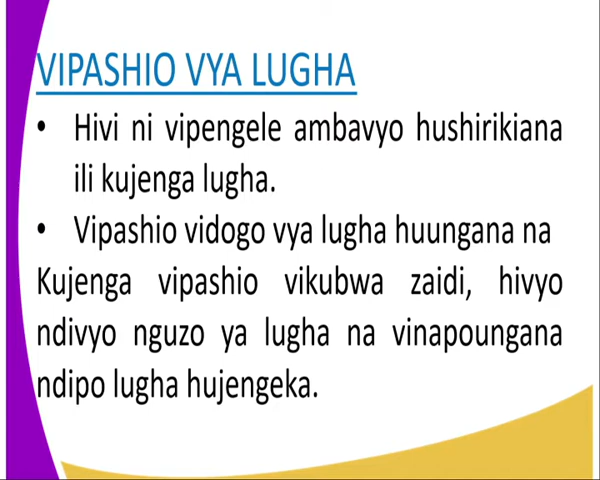 VIPASHIO VYA LUGHA
• Hivi ni vipengele ambavyo hushirikiana
ili kujenga lugha.
• Vipashio vidogo vya lugha huungana na
Kujenga vipashio vikubwa zaidi, hivyo
ndivyo nguzo ya lugha na vinapoungana
ndipo lugha hujengeka.